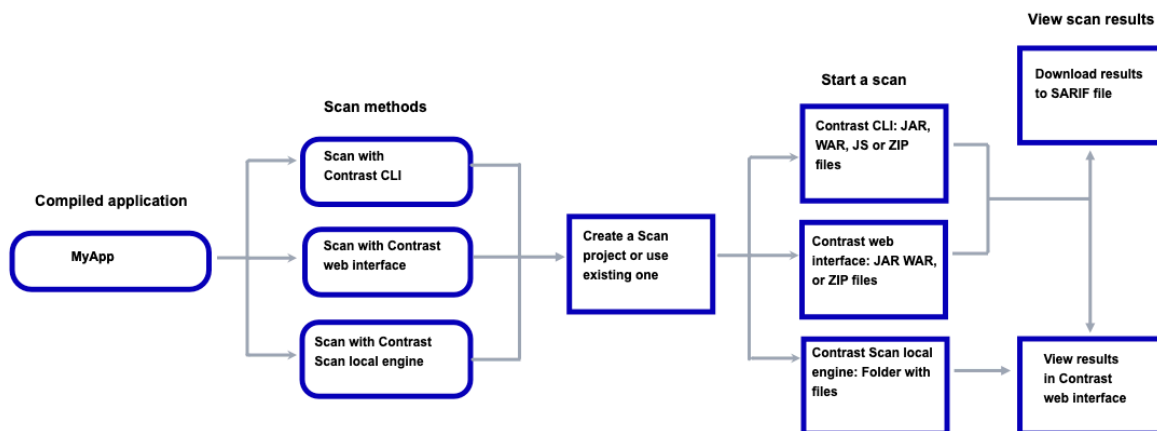 Compiled application
MyApp
Scan methods
Scan with
Contrast CLI
Scan with Contrast
web interface
Scan with Contrast
Scan local engine
Create a Scan
project or use
existing one
Start a scan
Contrast CLI: JAR,
WAR, JS or ZIP
files
Contrast web
interface: JAR WAR,
or ZIP files
Contrast Scan local
engine: Folder with
files
View scan results
Download results
to SARIF file
View results
in Contrast
web interface